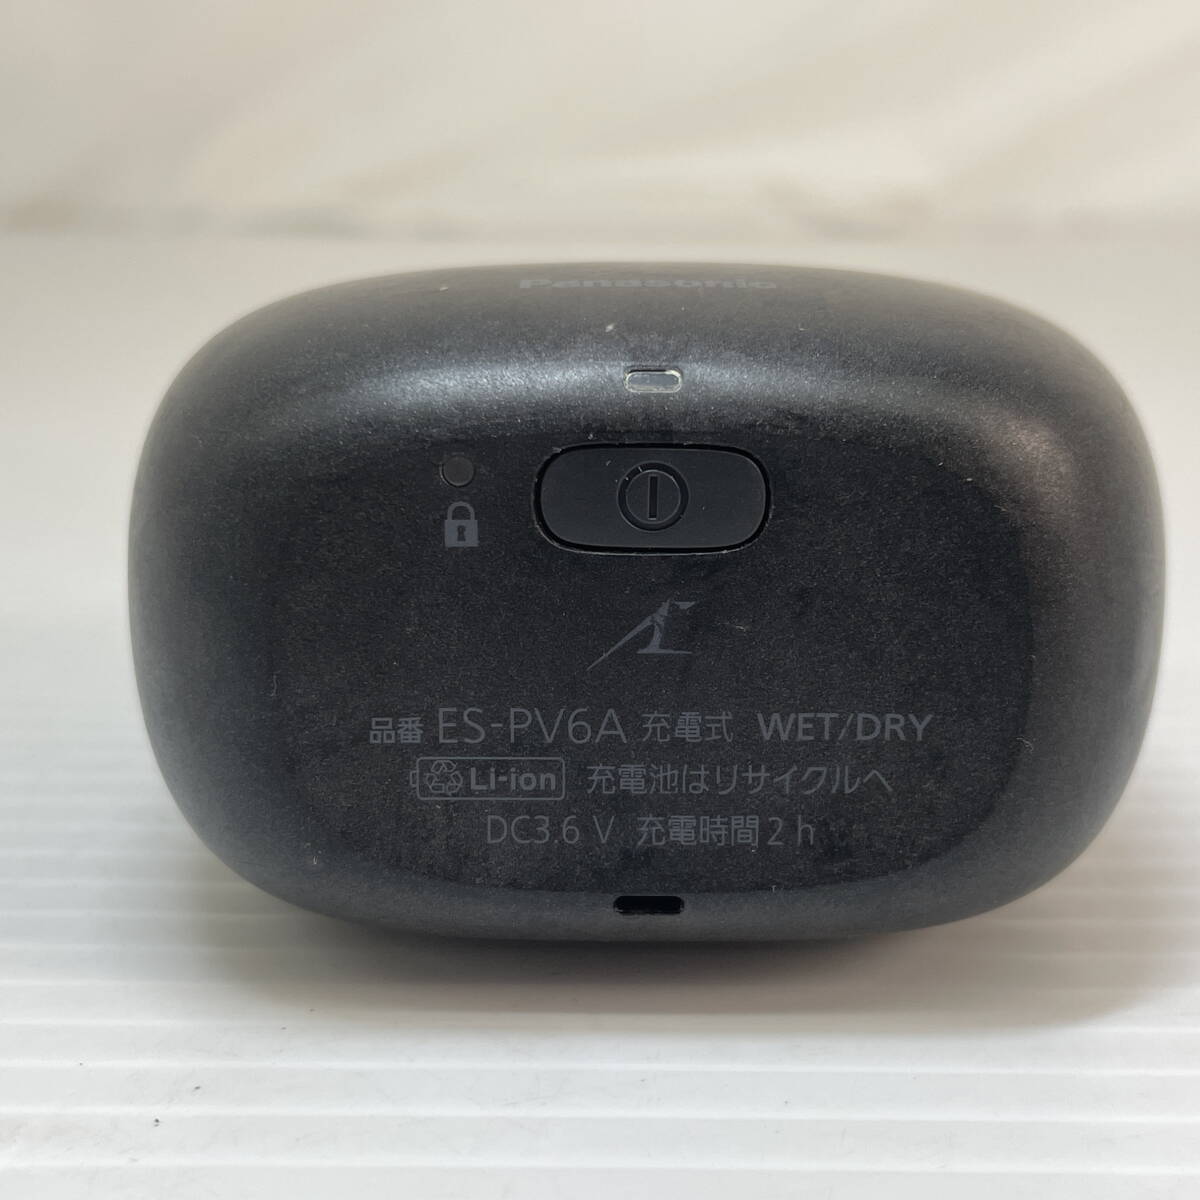 Panasonic
品番 ES-PV6A 充電式 WET/DRY
Li-ion 充電池はリサイクルへ
DC3.6 V 充電時間 2 h